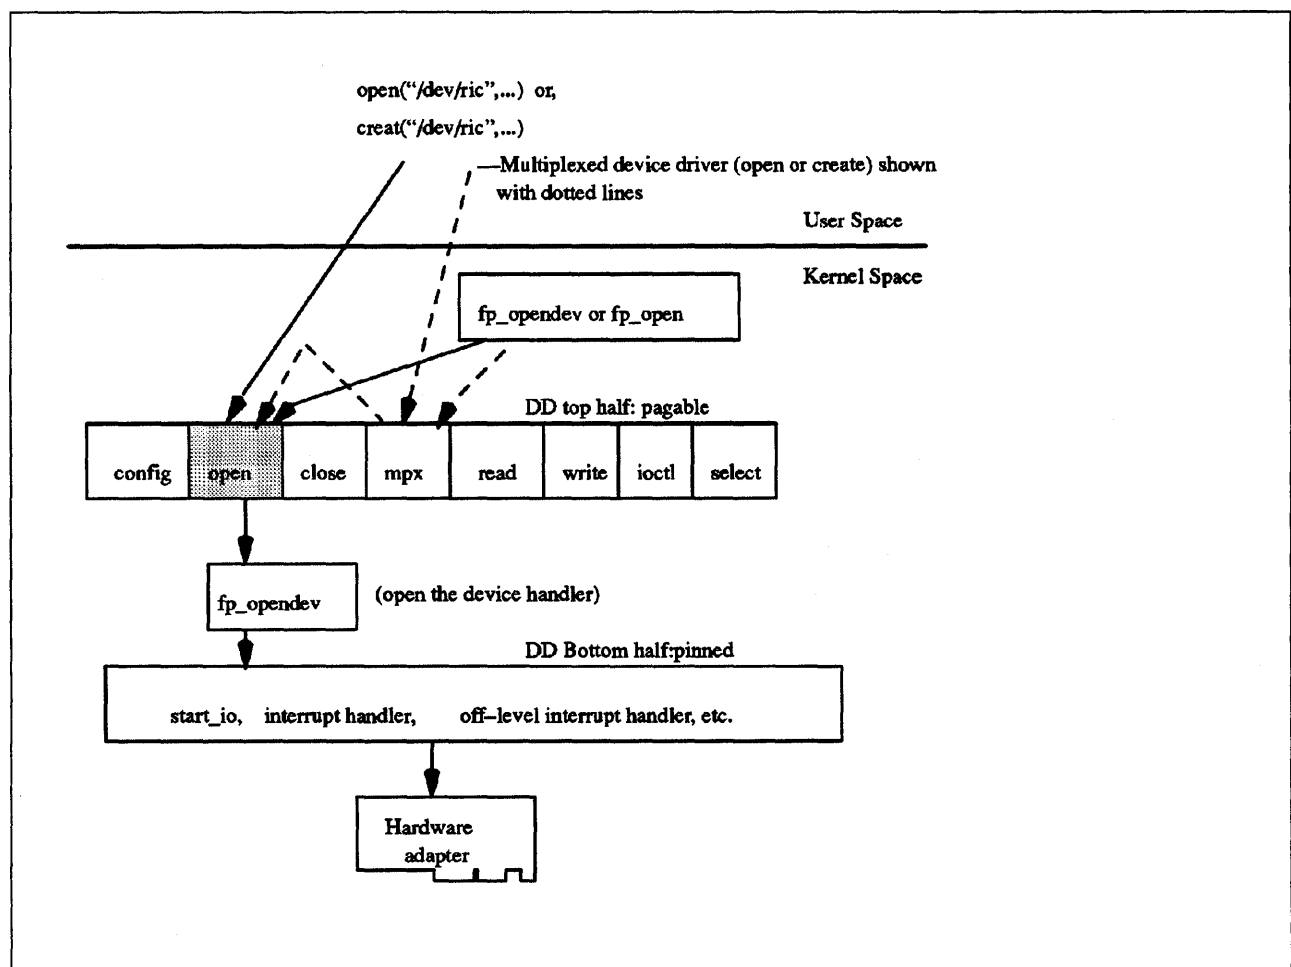 open(“/dev/ric”,...) or,
creat(“/dev/ric”,...)
—Multiplexed device driver (open or create) shown
with dotted lines
User Space
Kernel Space
fp_opendev or fp_open
DD top half: pagable
config open close mpx read write ioctl select
fp_opendev (open the device handler)
DD Bottom half:pinned
start_io, interrupt handler, off–level interrupt handler, etc.
Hardware
adapter